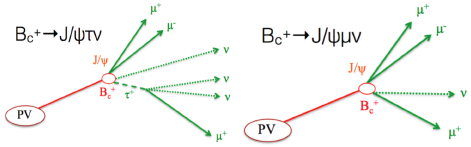 Bc+→J/ψτν
μ+
μ-
J/ψ
ν
ν
ν
Bc+
τ+
μ+
PV
Bc+→J/ψμν
μ+
μ-
J/ψ
ν
Bc+
μ+
PV